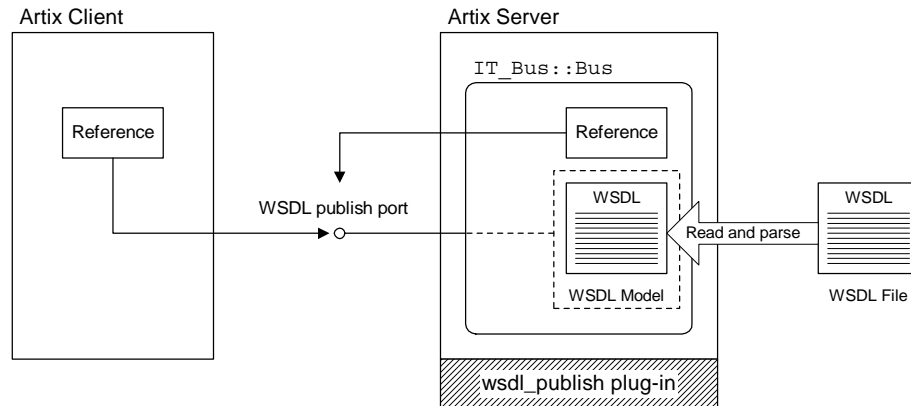 Artix Client
Artix Server
IT_Bus::Bus
Reference
Reference
WSDL publish port
WSDL
Read and parse
WSDL
WSDL Model
WSDL File
wsdl_publish plug-in